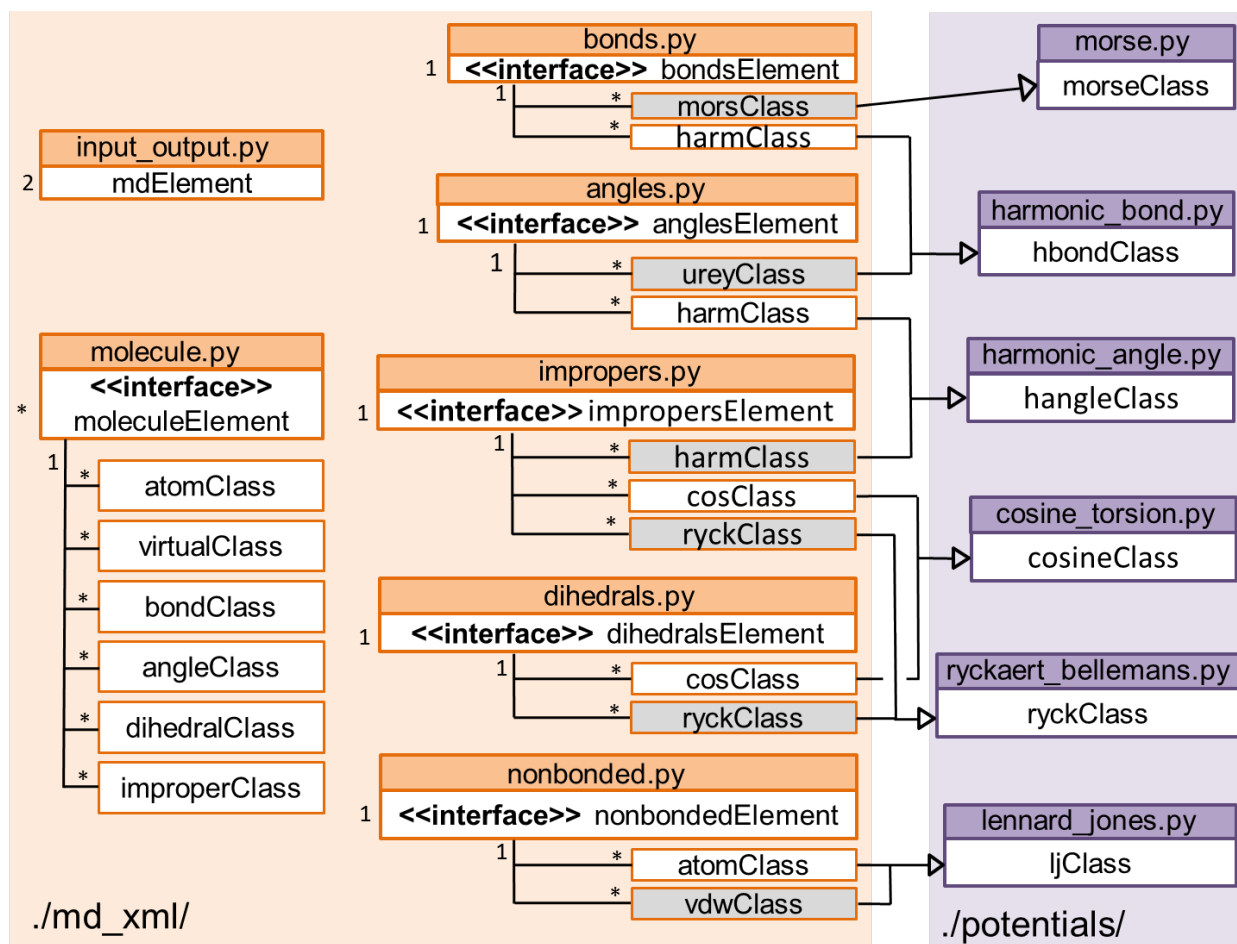 input_output.py
2
mdElement
molecule.py
*
<<interface>>
moleculeElement
1
*
atomClass
*
virtualClass
*
bondClass
*
angleClass
*
dihedralClass
*
improperClass
./md_xml/
bonds.py
1
<<interface>> bondsElement
1
*
morsClass
*
harmClass
angles.py
1
<<interface>> anglesElement
1
*
ureyClass
*
harmClass
impropers.py
1
<<interface>> impropersElement
1
*
harmClass
*
cosClass
*
ryckClass
dihedrals.py
1
<<interface>> dihedralsElement
1
*
cosClass
*
ryckClass
nonbonded.py
1
<<interface>> nonbondedElement
1
*
atomClass
*
vdwClass
morse.py
morseClass
harmonic_bond.py
hbondClass
harmonic_angle.py
hangleClass
cosine_torsion.py
cosineClass
ryckaert_bellemans.py
ryckClass
lennard_jones.py
ljClass
./potentials/